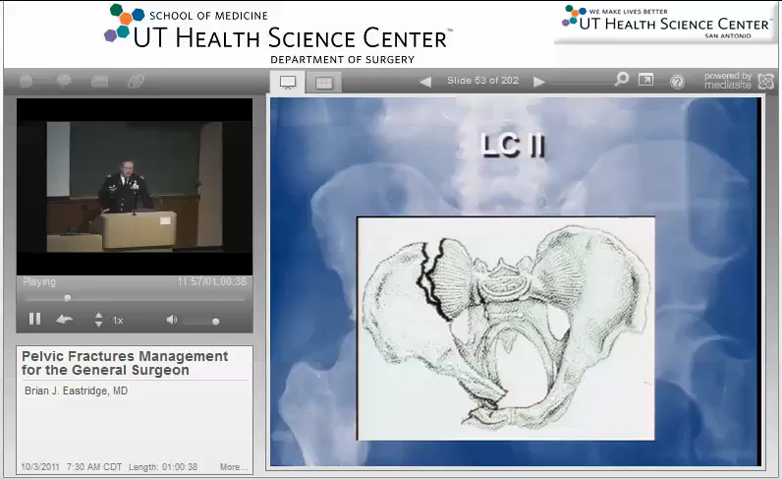 SCHOOL OF MEDICINE
UT HEALTH SCIENCE CENTER™
DEPARTMENT OF SURGERY
WE MAKE LIVES BETTER
UT HEALTH SCIENCE CENTER
SAN ANTONIO
Slide 53 of 202
powered by
mediasite
LC II
Playing
11:57/01:00:38
1x
Pelvic Fractures Management
for the General Surgeon
Brian J. Eastridge, MD
10/3/2011 7:30 AM CDT Length: 01:00:38 More...